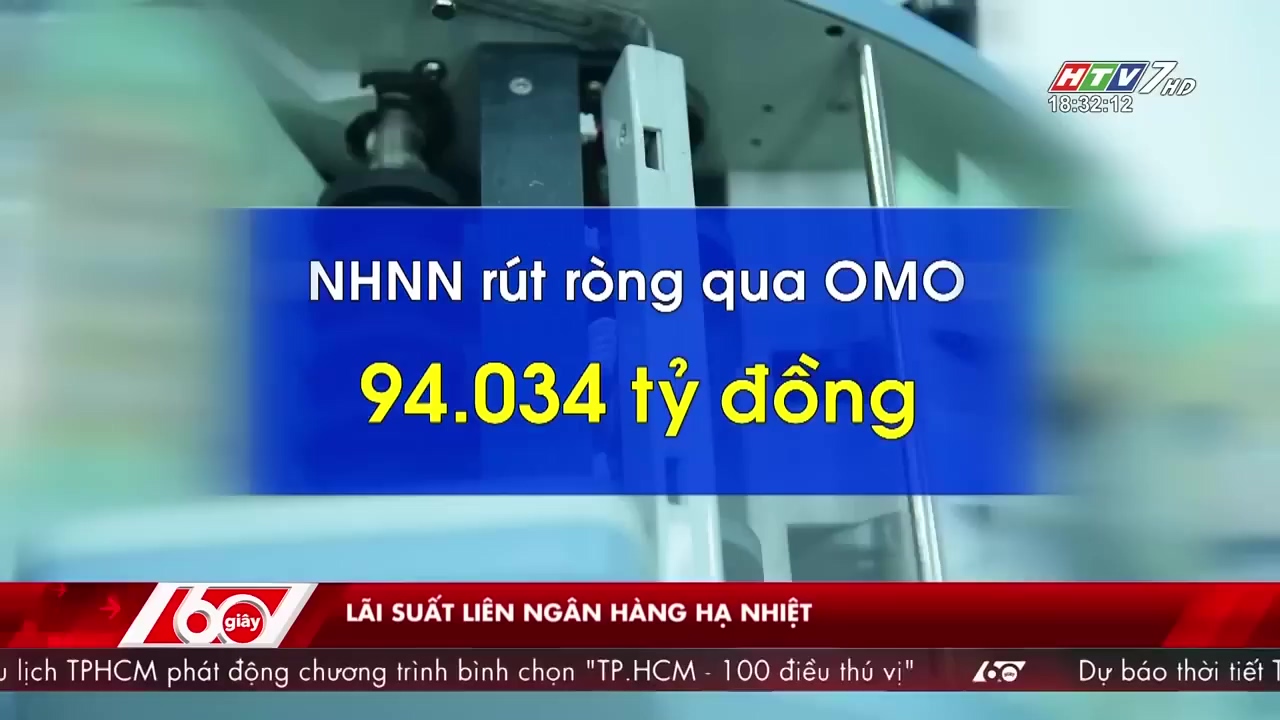 HTV7 HD
18:32:12
NHNN rút ròng qua OMO
94.034 tỷ đồng
60 giây
LÃI SUẤT LIÊN NGÂN HÀNG HẠ NHIỆT
lịch TPHCM phát động chương trình bình chọn "TP.HCM - 100 điều thú vị" 60 giây Dự báo thời tiết